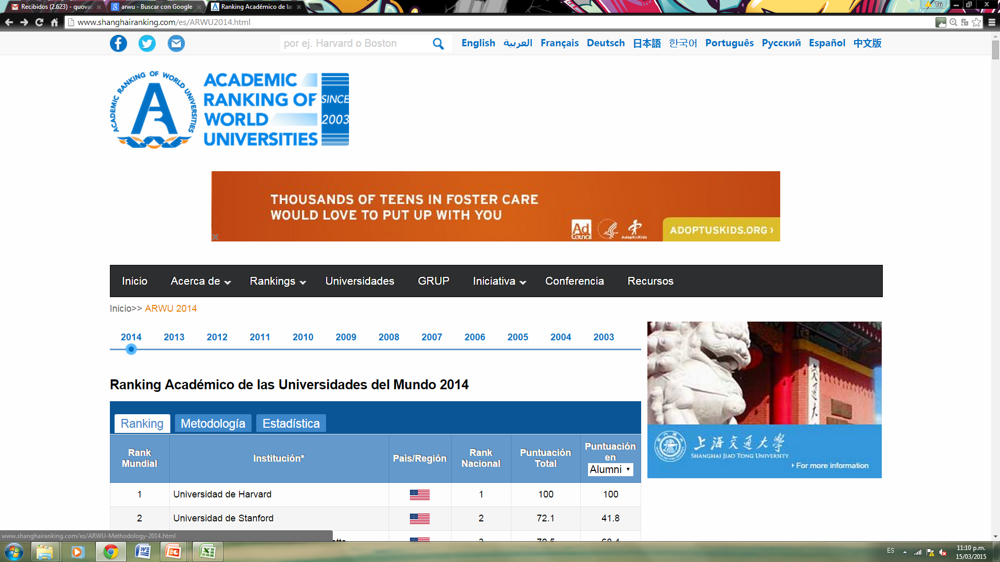 Recibidos (2.623) - quova
arwu - Buscar con Google
Ranking Académico de la
Tú
www.shanghairanking.com/es/ARWU2014.html
por ej. Harvard o Boston
English العربية Français Deutsch 日本語 한국어 Português Русский Español 中文版
ACADEMIC RANKING OF WORLD UNIVERSITIES
ACADEMIC
RANKING OF
WORLD
UNIVERSITIES
SINCE
2003
THOUSANDS OF TEENS IN FOSTER CARE
WOULD LOVE TO PUT UP WITH YOU
Ad
Council
AdoptUsKids
ADOPTUSKIDS.ORG ›
Inicio Acerca de Rankings Universidades GRUP Iniciativa Conferencia Recursos
Inicio>> ARWU 2014
2014 2013 2012 2011 2010 2009 2008 2007 2006 2005 2004 2003
Ranking Académico de las Universidades del Mundo 2014
Ranking Metodología Estadística
Rank
Mundial
Institución*
País/Región
Rank
Nacional
Puntuación
Total
Puntuación
en
Alumni
1 Universidad de Harvard 1 100 100
2 Universidad de Stanford 2 72.1 41.8
3 70.5 68.4
上海交通大学
SHANGHAI JIAO TONG UNIVERSITY
For more information
www.shanghairanking.com/es/ARWU-Methodology-2014.html
ES
11:10 p.m.
15/03/2015